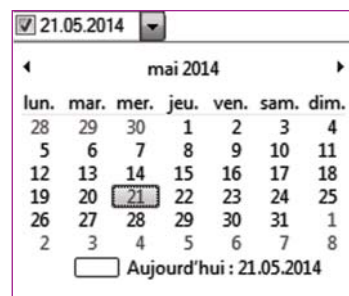 21.05.2014
mai 2014
lun. mar. mer. jeu. ven. sam. dim.
28 29 30 1 2 3 4
5 6 7 8 9 10 11
12 13 14 15 16 17 18
19 20 21 22 23 24 25
26 27 28 29 30 31 1
2 3 4 5 6 7 8
Aujourd'hui : 21.05.2014